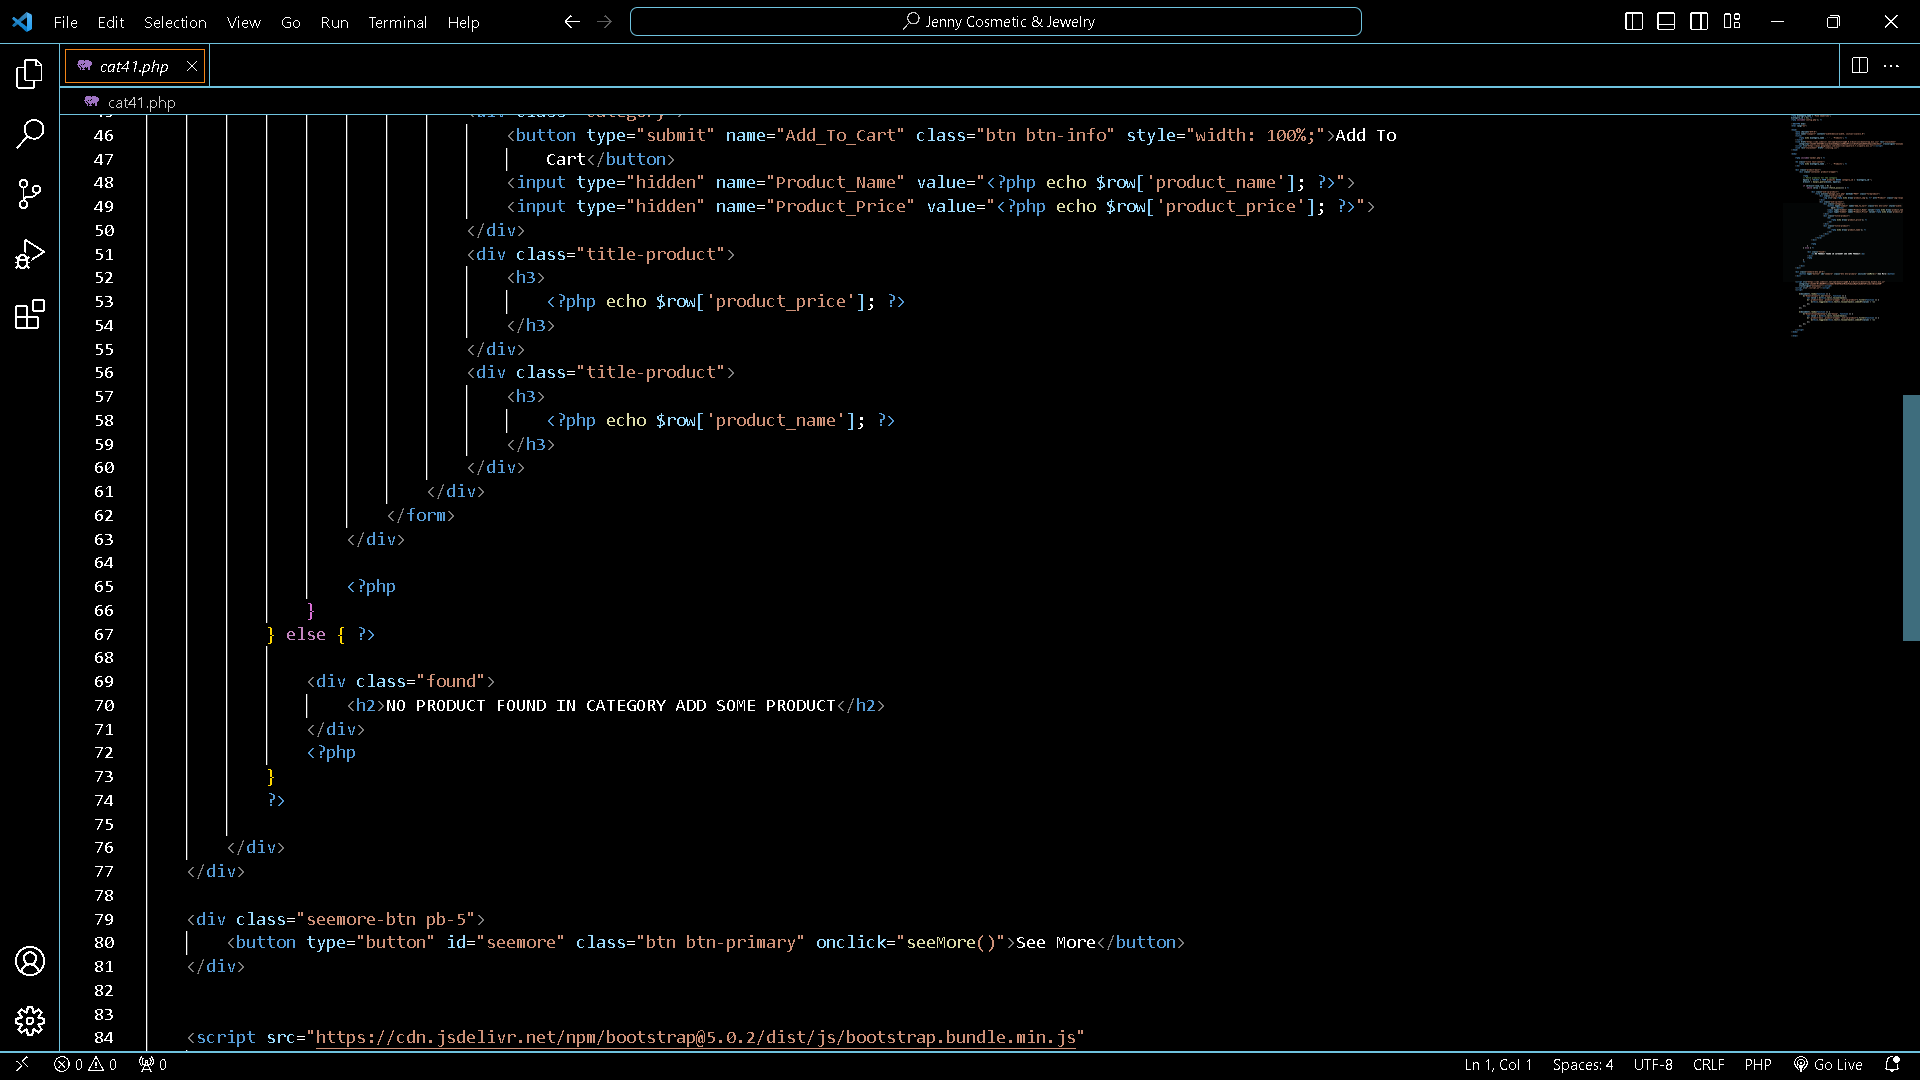 File Edit Selection View Go Run Terminal Help
Jenny Cosmetic & Jewelry
cat41.php
cat41.php
46 <button type="submit" name="Add_To_Cart" class="btn btn-info" style="width: 100%;">Add To
47 Cart</button>
48 <input type="hidden" name="Product_Name" value="<?php echo $row['product_name']; ?>">
49 <input type="hidden" name="Product_Price" value="<?php echo $row['product_price']; ?>">
50 </div>
51 <div class="title-product">
52 <h3>
53 <?php echo $row['product_price']; ?>
54 </h3>
55 </div>
56 <div class="title-product">
57 <h3>
58 <?php echo $row['product_name']; ?>
59 </h3>
60 </div>
61 </div>
62 </form>
63 </div>
64
65 <?php
66 }
67 } else { ?>
68
69 <div class="found">
70 <h2>NO PRODUCT FOUND IN CATEGORY ADD SOME PRODUCT</h2>
71 </div>
72 <?php
73 }
74 ?>
75
76 </div>
77 </div>
78
79 <div class="seemore-btn pb-5">
80 <button type="button" id="seemore" class="btn btn-primary" onclick="seeMore()">See More</button>
81 </div>
82
83
84 <script src="https://cdn.jsdelivr.net/npm/bootstrap@5.0.2/dist/js/bootstrap.bundle.min.js"
0 0 0 Ln 1, Col 1 Spaces: 4 UTF-8 CRLF PHP Go Live